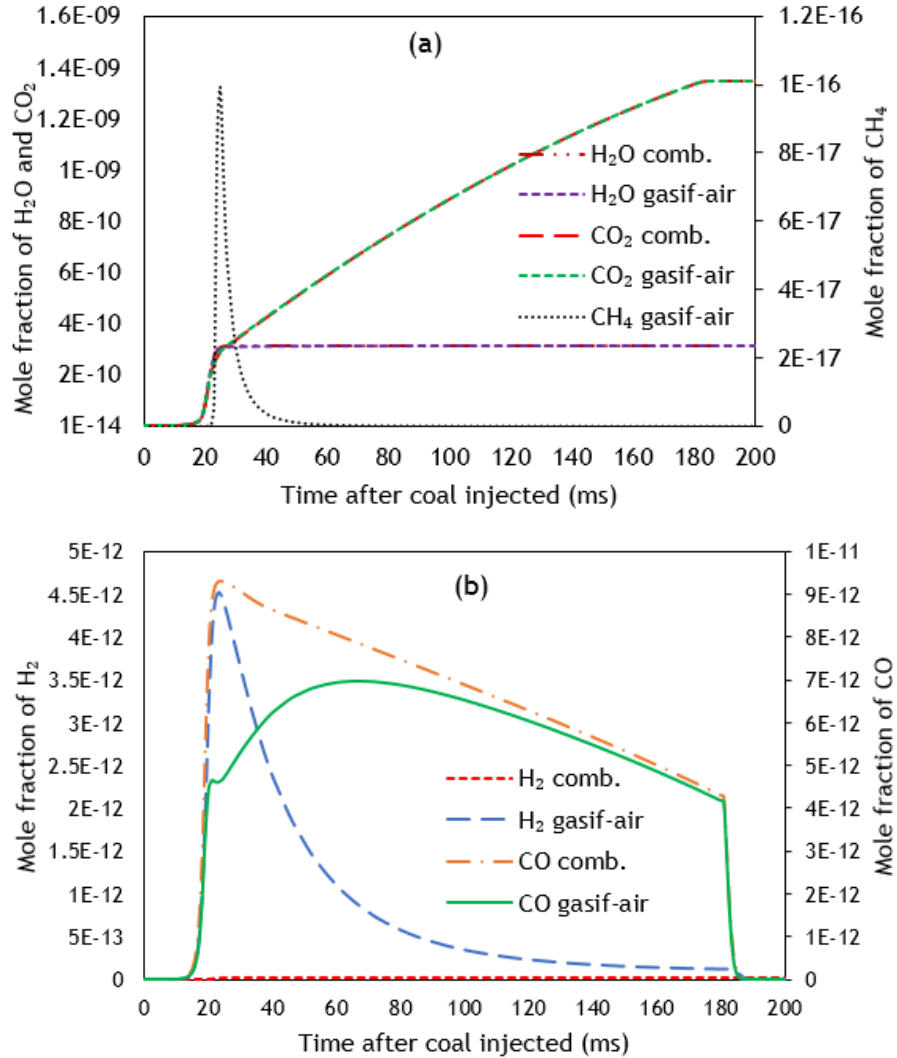 (a)
Mole fraction of H₂O and CO₂
1.6E-09
1.4E-09
1.2E-09
1E-09
8E-10
6E-10
4E-10
2E-10
1E-14
1.2E-16
1E-16
8E-17
6E-17
4E-17
2E-17
0
Mole fraction of CH₄
H₂O comb.
H₂O gasif-air
CO₂ comb.
CO₂ gasif-air
CH₄ gasif-air
0 20 40 60 80 100 120 140 160 180 200
Time after coal injected (ms)
(b)
Mole fraction of H₂
5E-12
4.5E-12
4E-12
3.5E-12
3E-12
2.5E-12
2E-12
1.5E-12
1E-12
5E-13
0
1E-11
9E-12
8E-12
7E-12
6E-12
5E-12
4E-12
3E-12
2E-12
1E-12
0
Mole fraction of CO
H₂ comb.
H₂ gasif-air
CO comb.
CO gasif-air
0 20 40 60 80 100 120 140 160 180 200
Time after coal injected (ms)